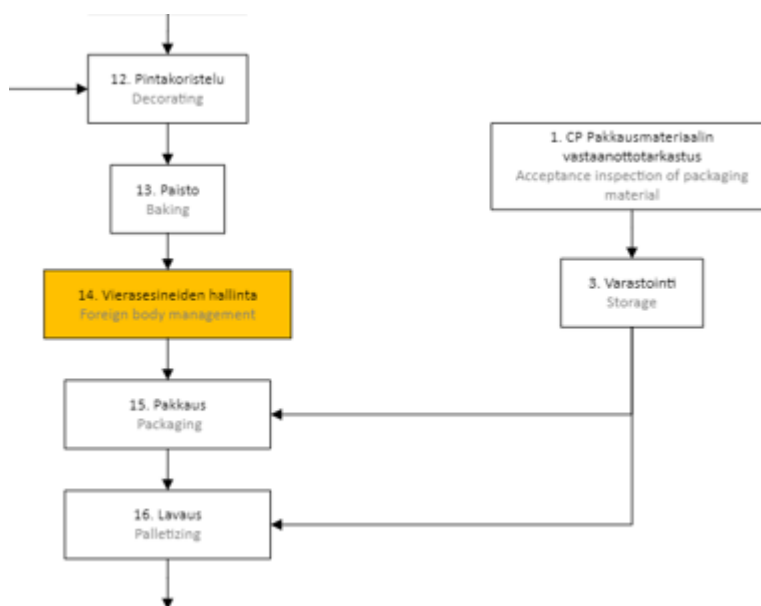 12. Pintakoristelu
Decorating
1. CP Pakkausmateriaalin
vastaanottotarkastus
Acceptance inspection of packaging
material
13. Paisto
Baking
14. Vierasesineiden hallinta
Foreign body management
3. Varastointi
Storage
15. Pakkaus
Packaging
16. Lavaus
Palletizing